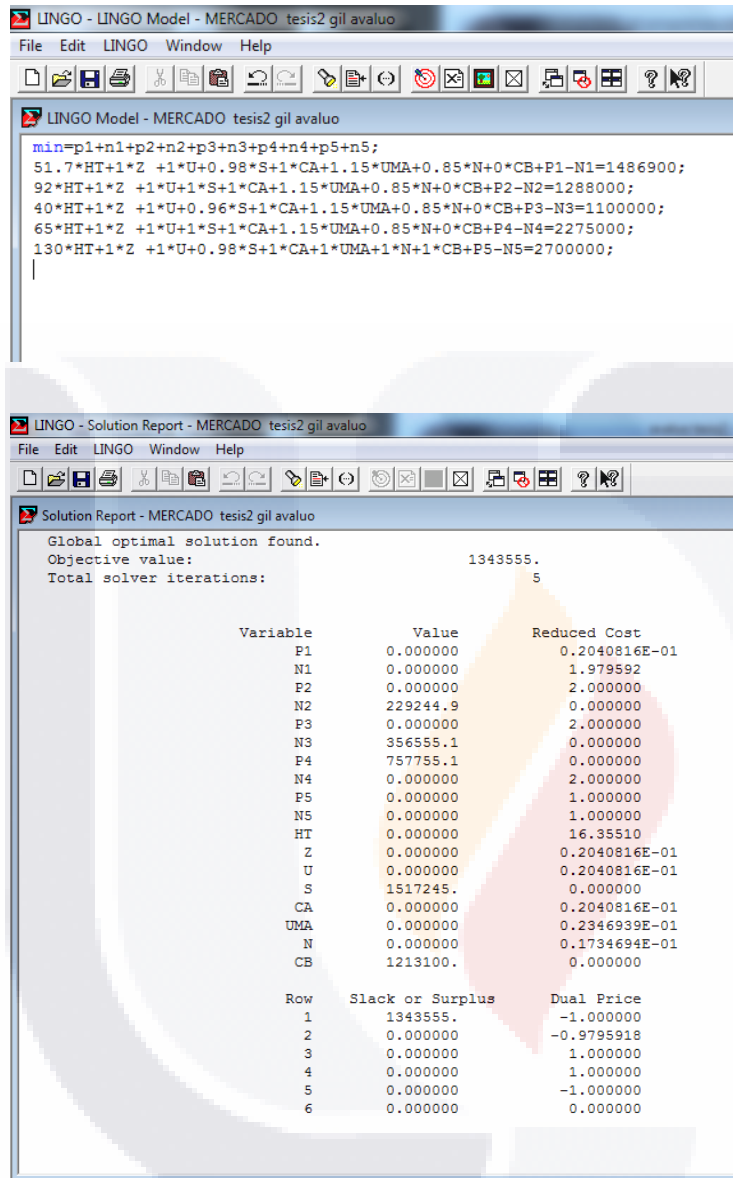 LINGO - LINGO Model - MERCADO tesis2 gil avaluo
File Edit LINGO Window Help
LINGO Model - MERCADO tesis2 gil avaluo
min=p1+n1+p2+n2+p3+n3+p4+n4+p5+n5;
51.7*HT+1*Z +1*U+0.98*S+1*CA+1.15*UMA+0.85*N+0*CB+P1-N1=1486900;
92*HT+1*Z +1*U+1*S+1*CA+1.15*UMA+0.85*N+0*CB+P2-N2=1288000;
40*HT+1*Z +1*U+0.96*S+1*CA+1.15*UMA+0.85*N+0*CB+P3-N3=1100000;
65*HT+1*Z +1*U+1*S+1*CA+1.15*UMA+0.85*N+0*CB+P4-N4=2275000;
130*HT+1*Z +1*U+0.98*S+1*CA+1*UMA+1*N+1*CB+P5-N5=2700000;
LINGO - Solution Report - MERCADO tesis2 gil avaluo
File Edit LINGO Window Help
Solution Report - MERCADO tesis2 gil avaluo
Global optimal solution found.
Objective value: 1343555.
Total solver iterations: 5
Variable Value Reduced Cost
P1 0.000000 0.2040816E-01
N1 0.000000 1.979592
P2 0.000000 2.000000
N2 229244.9 0.000000
P3 0.000000 2.000000
N3 356555.1 0.000000
P4 757755.1 0.000000
N4 0.000000 2.000000
P5 0.000000 1.000000
N5 0.000000 1.000000
HT 0.000000 16.35510
Z 0.000000 0.2040816E-01
U 0.000000 0.2040816E-01
S 1517245. 0.000000
CA 0.000000 0.2040816E-01
UMA 0.000000 0.2346939E-01
N 0.000000 0.1734694E-01
CB 1213100. 0.000000
Row Slack or Surplus Dual Price
1 1343555. -1.000000
2 0.000000 -0.9795918
3 0.000000 1.000000
4 0.000000 1.000000
5 0.000000 -1.000000
6 0.000000 0.000000